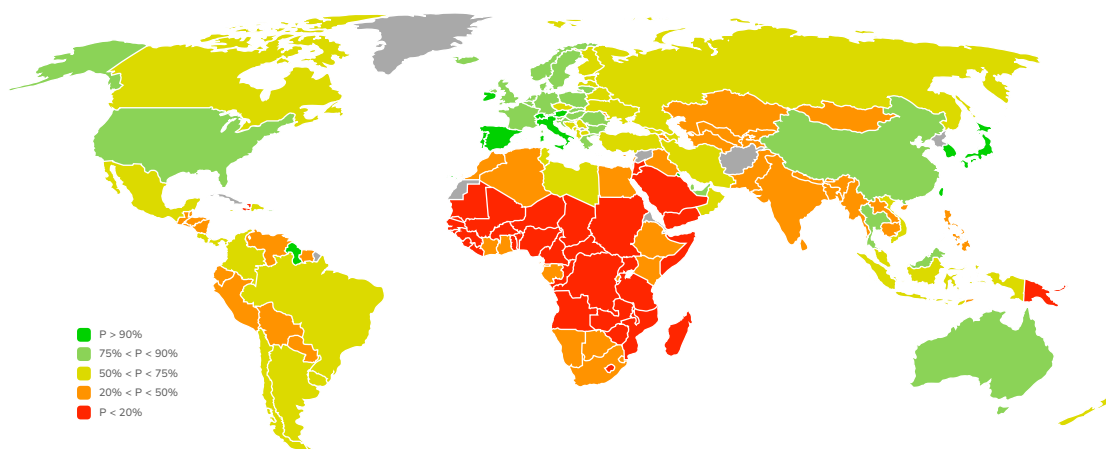 P > 90%
75% < P < 90%
50% < P < 75%
20% < P < 50%
P < 20%